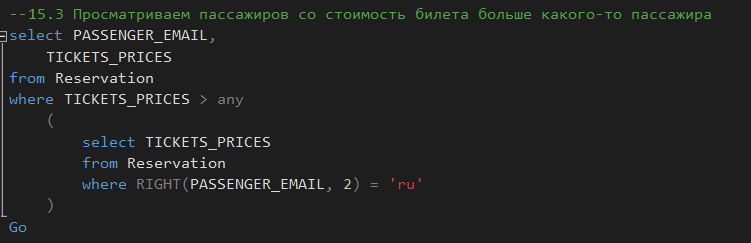 --15.3 Просматриваем пассажиров со стоимость билета больше какого-то пассажира
select PASSENGER_EMAIL,
    TICKETS_PRICES
from Reservation
where TICKETS_PRICES > any
    (
        select TICKETS_PRICES
        from Reservation
        where RIGHT(PASSENGER_EMAIL, 2) = 'ru'
    )
Go